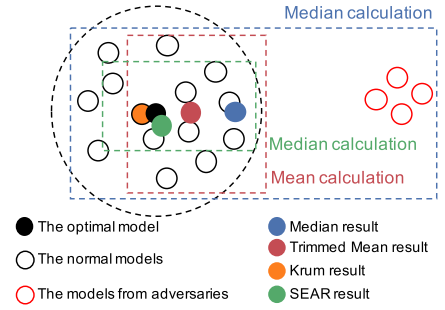 Median calculation
Median calculation
Mean calculation
The optimal model
The normal models
The models from adversaries
Median result
Trimmed Mean result
Krum result
SEAR result